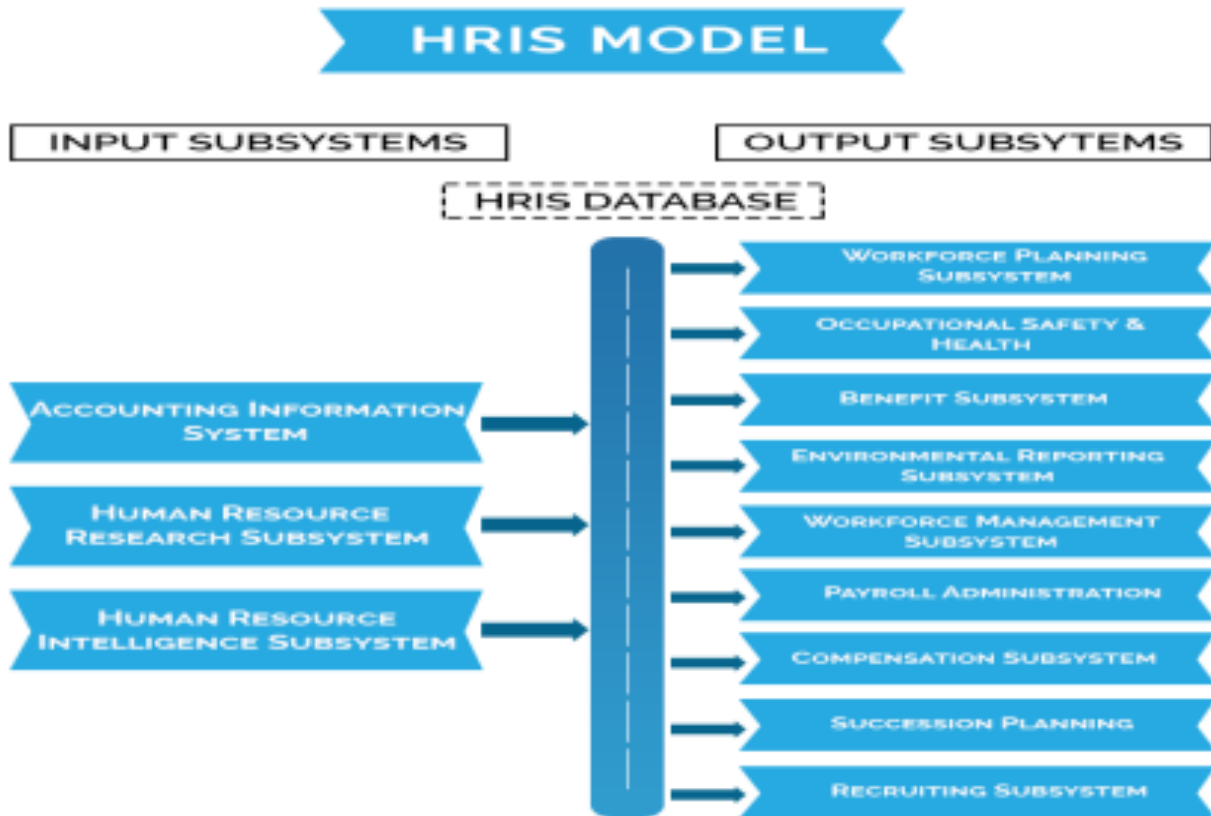 HRIS MODEL
INPUT SUBSYSTEMS
OUTPUT SUBSYTEMS
HRIS DATABASE
ACCOUNTING INFORMATION
SYSTEM
HUMAN RESOURCE
RESEARCH SUBSYSTEM
HUMAN RESOURCE
INTELLIGENCE SUBSYSTEM
WORKFORCE PLANNING
SUBSYSTEM
OCCUPATIONAL SAFETY &
HEALTH
BENEFIT SUBSYSTEM
ENVIRONMENTAL REPORTING
SUBSYSTEM
WORKFORCE MANAGEMENT
SUBSYSTEM
PAYROLL ADMINISTRATION
COMPENSATION SUBSYSTEM
SUCCESSION PLANNING
RECRUITING SUBSYSTEM